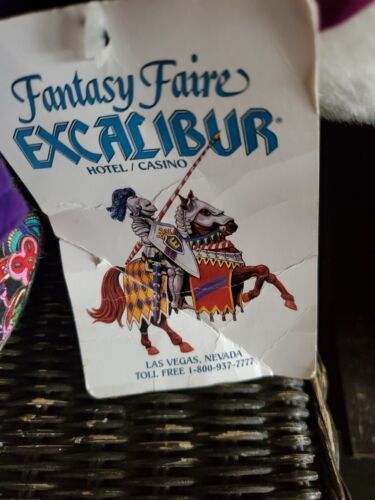 Fantasy Faire
EXCALIBUR®
HOTEL / CASINO
E
LAS VEGAS, NEVADA
TOLL FREE 1-800-937-7777